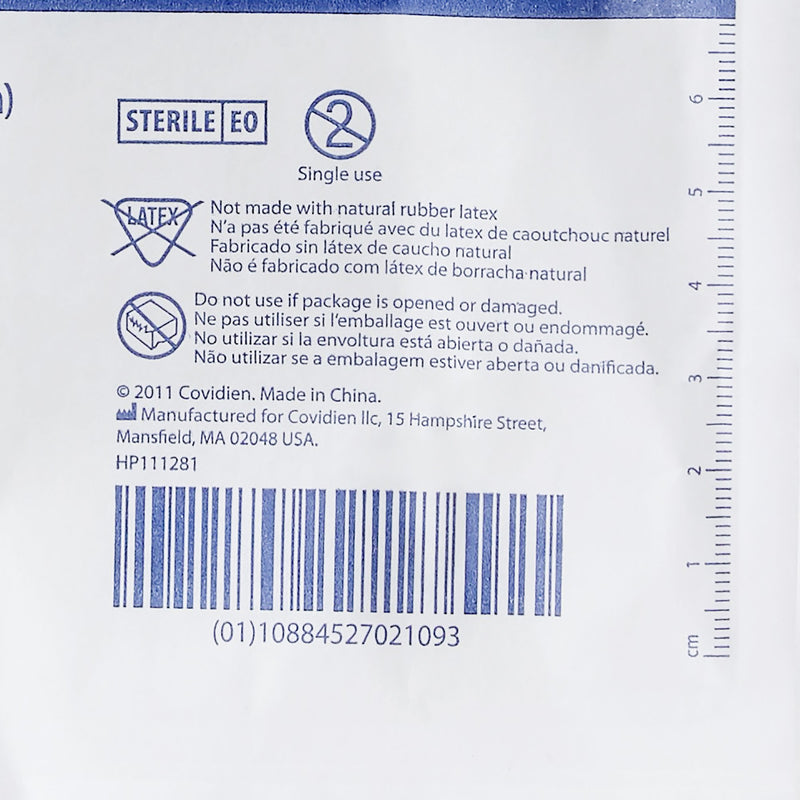 )
STERILE EO
2
Single use
LATEX
Not made with natural rubber latex
N'a pas été fabriqué avec du latex de caoutchouc naturel
Fabricado sin látex de caucho natural
Não é fabricado com látex de borracha natural
Do not use if package is opened or damaged.
Ne pas utiliser si l'emballage est ouvert ou endommagé.
No utilizar si la envoltura está abierta o dañada.
Não utilizar se a embalagem estiver aberta ou danificada.
© 2011 Covidien. Made in China.
Manufactured for Covidien llc, 15 Hampshire Street,
Mansfield, MA 02048 USA.
HP111281
(01)10884527021093
cm 1 2 3 4 5 6